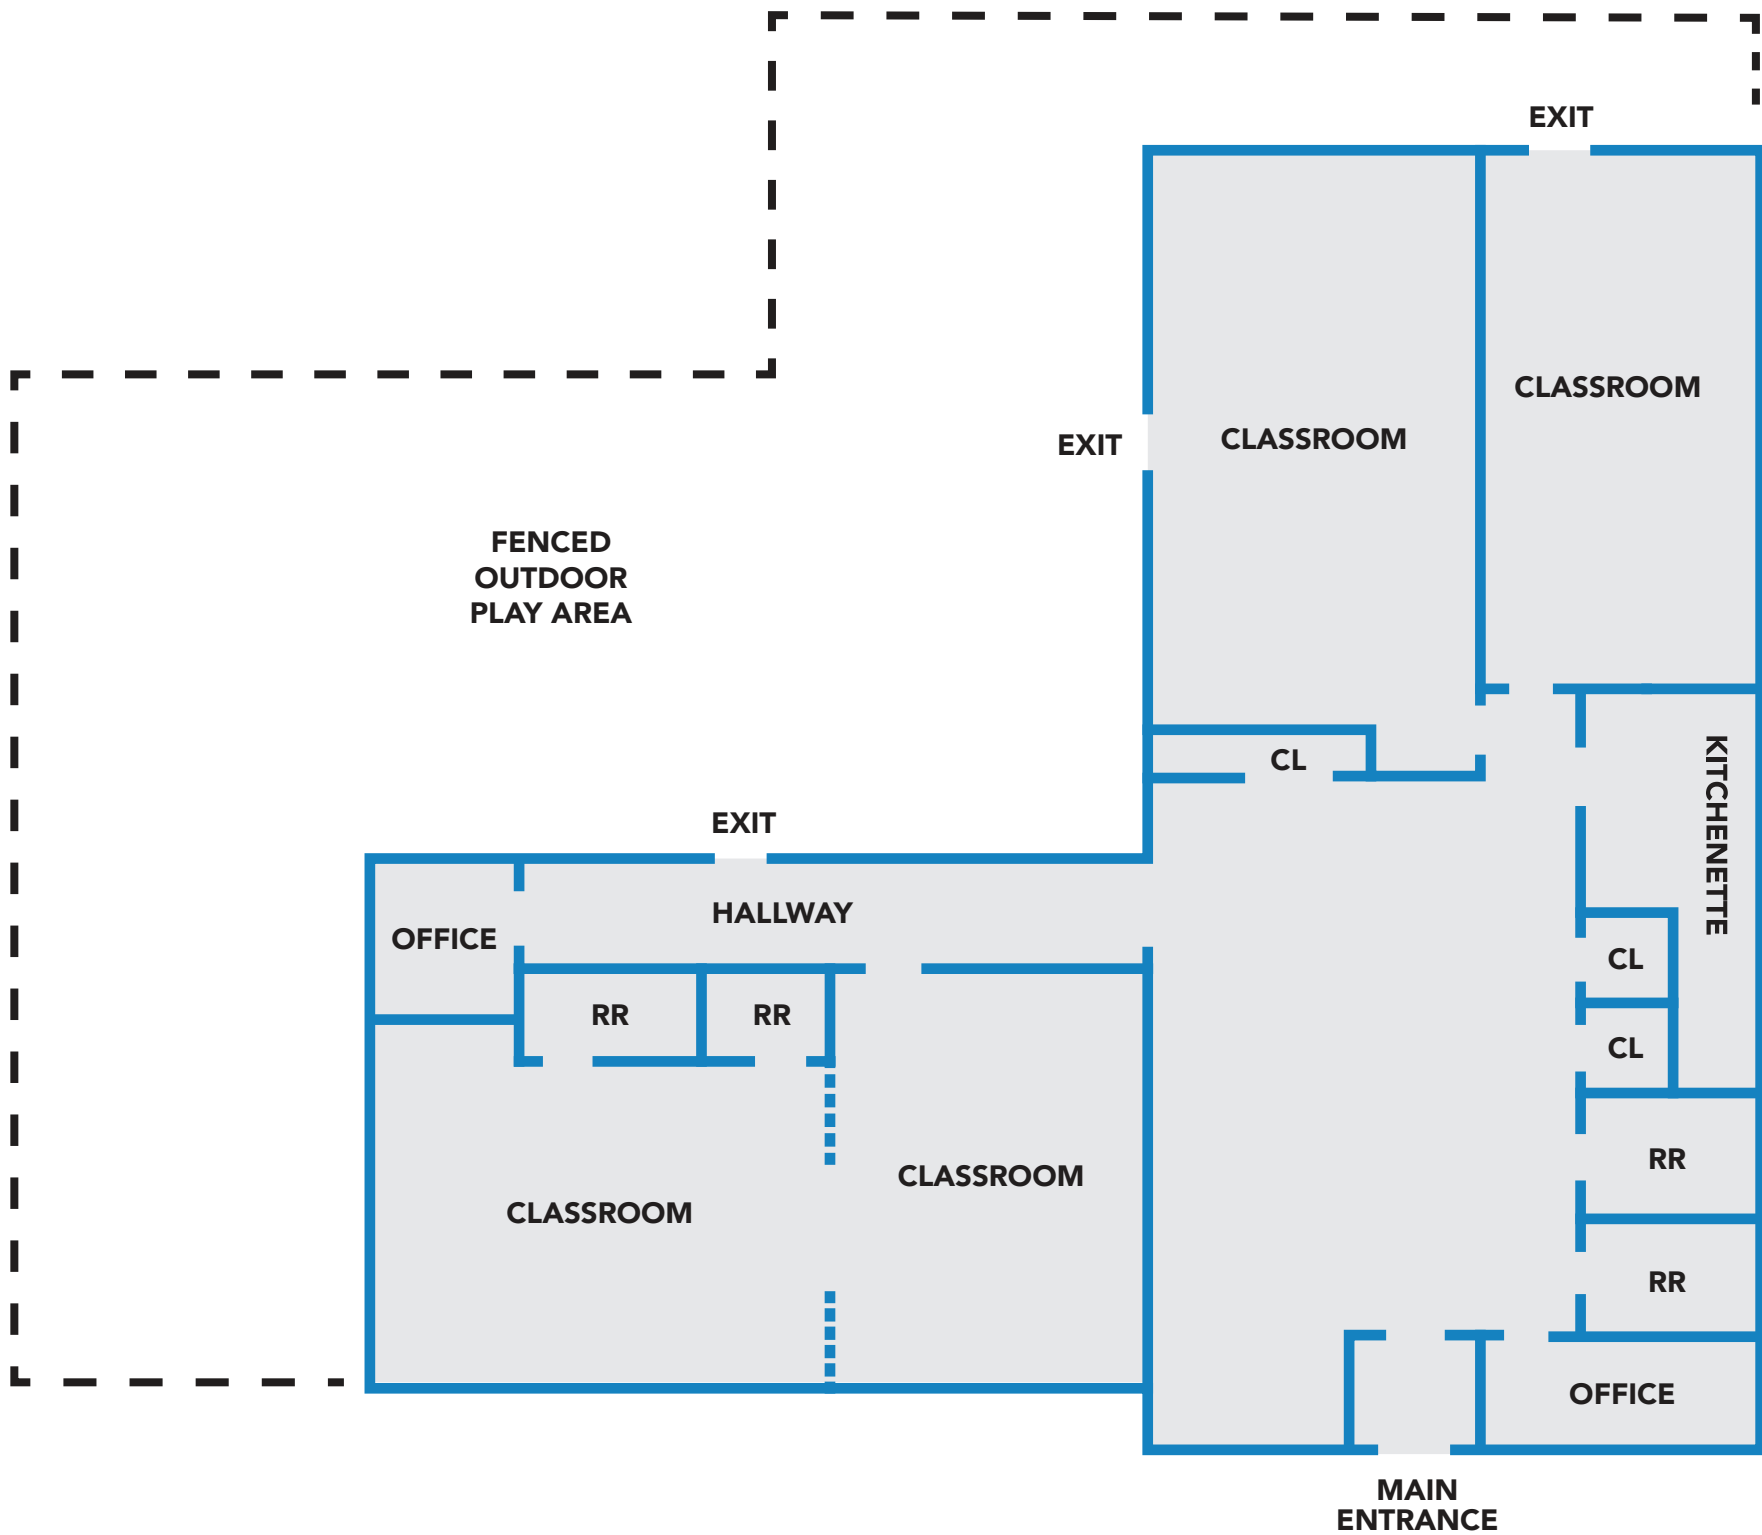 EXIT
CLASSROOM
CLASSROOM
EXIT
FENCED
OUTDOOR
PLAY AREA
KITCHENETTE
CL
EXIT
HALLWAY
OFFICE
CL
RR
RR
CL
RR
CLASSROOM
CLASSROOM
RR
OFFICE
MAIN
ENTRANCE